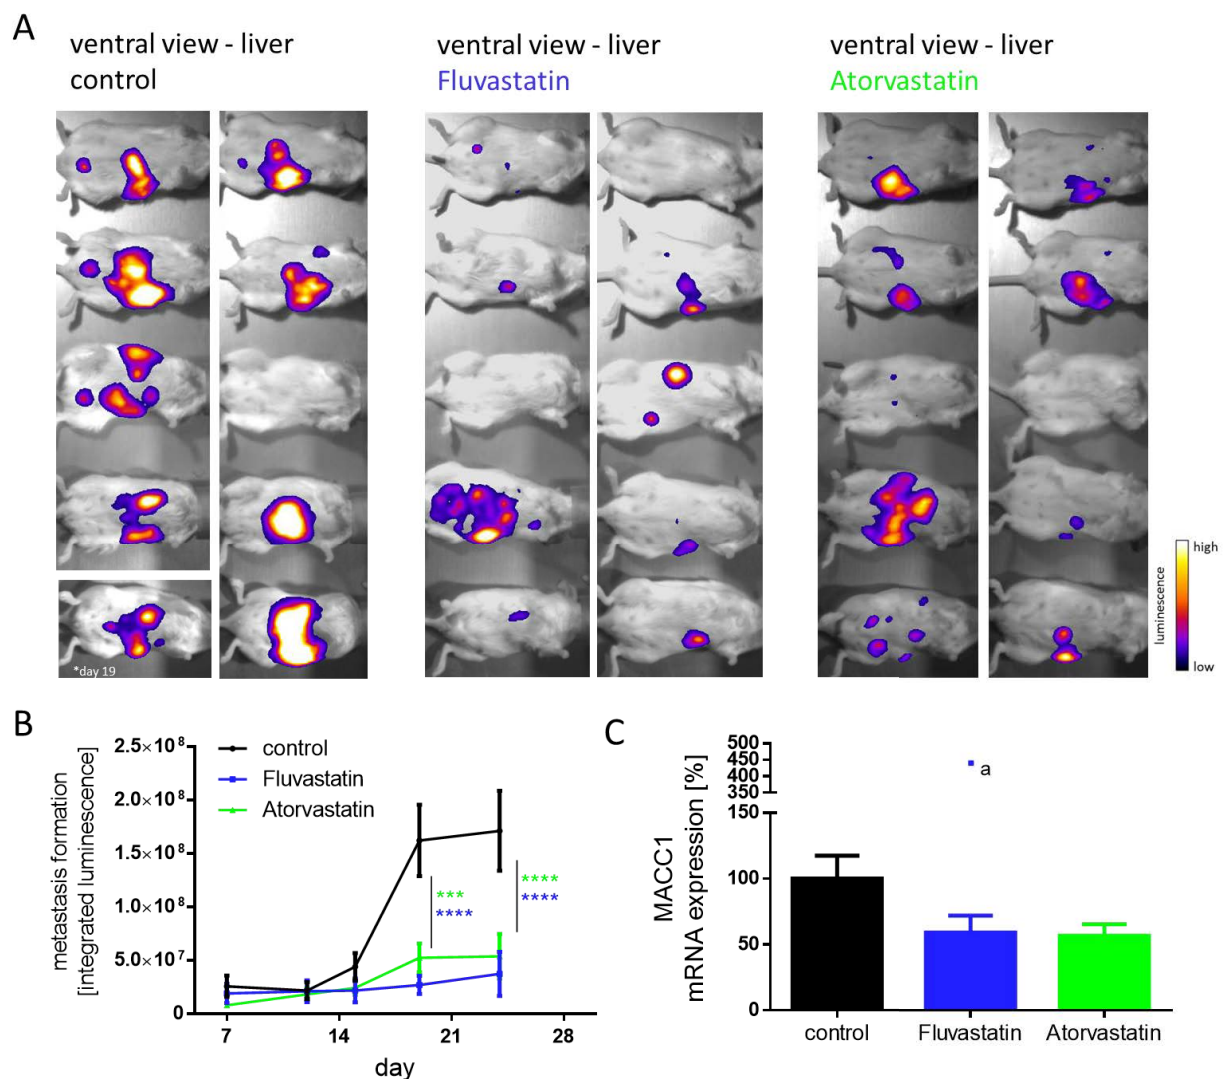 A
ventral view - liver
control
ventral view - liver
Fluvastatin
ventral view - liver
Atorvastatin
*day 19
high
luminescence
low
B
metastasis formation
[integrated luminescence]
2.5×10⁸
2.0×10⁸
1.5×10⁸
1.0×10⁸
5.0×10⁷
0
control
Fluvastatin
Atorvastatin
***
****
****
****
7 14 21 28
day
C
MACC1
mRNA expression [%]
500
450
400
350
150
100
50
0
a
control Fluvastatin Atorvastatin